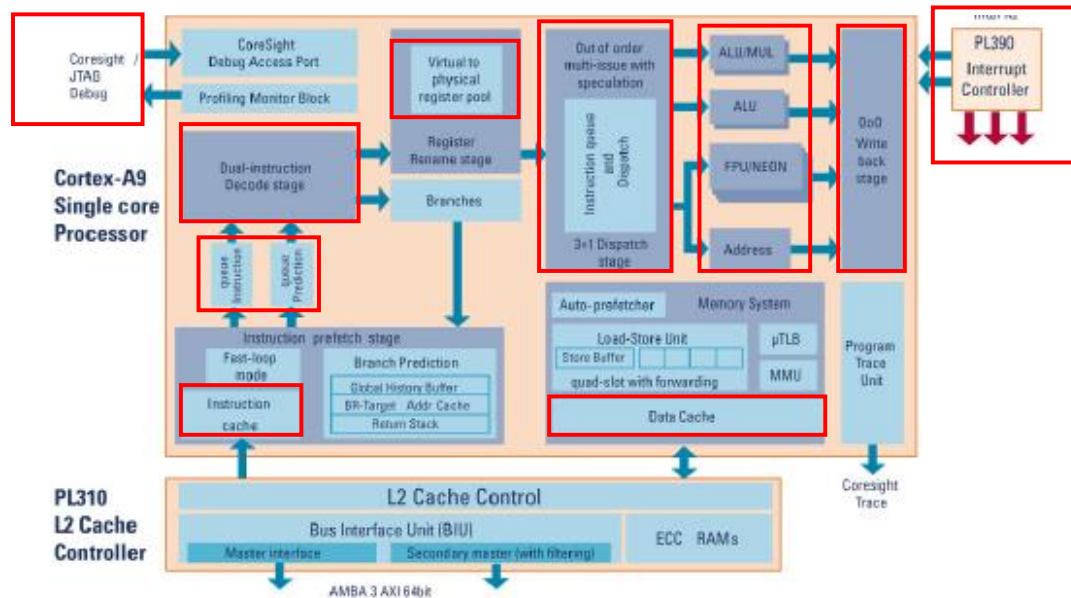 Coresight /
JTAG
Debug
CoreSight
Debug Access Port
Profiling Monitor Block
Virtual to
physical
register pool
Register
Rename stage
Dual-instruction
Decode stage
Branches
Out of order
multi-issue with
speculation
Instruction queue
and
Dispatch
3+1 Dispatch
stage
ALU/MUL
ALU
FPU/NEON
Address
OoO
Write
back
stage
PL390
Interrupt
Controller
Cortex-A9
Single core
Processor
queue
Instruction
queue
Prediction
Instruction prefetch stage
Fast-loop
mode
Instruction
cache
Branch Prediction
Global History Buffer
BR-Target Addr Cache
Return Stack
Auto-prefetcher
Memory System
Load-Store Unit
Store Buffer
quad-slot with forwarding
µTLB
MMU
Data Cache
Program
Trace
Unit
Coresight
Trace
PL310
L2 Cache
Controller
L2 Cache Control
Bus Interface Unit (BIU)
Master interface
Secondary master (with filtering)
ECC RAMs
AMBA 3 AXI 64bit